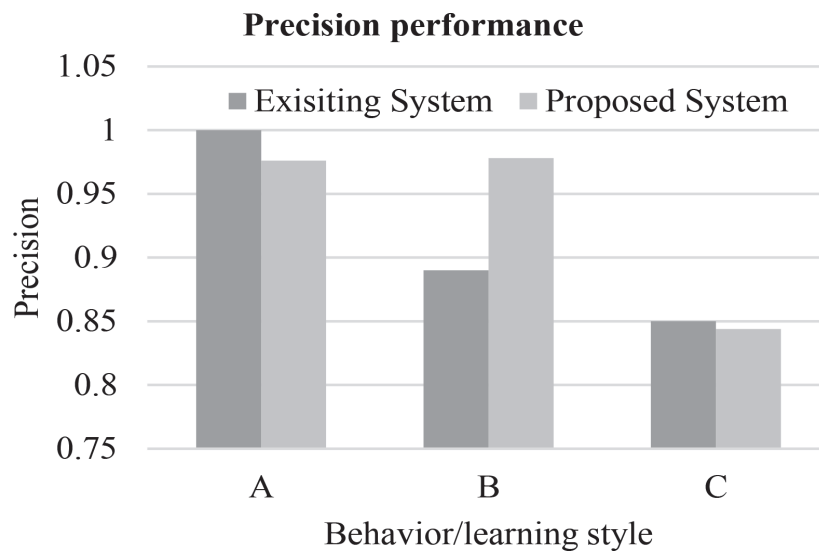 Precision performance
1.05
Exisiting System Proposed System
1
0.95
0.9
0.85
0.8
0.75
Precision
A B C
Behavior/learning style